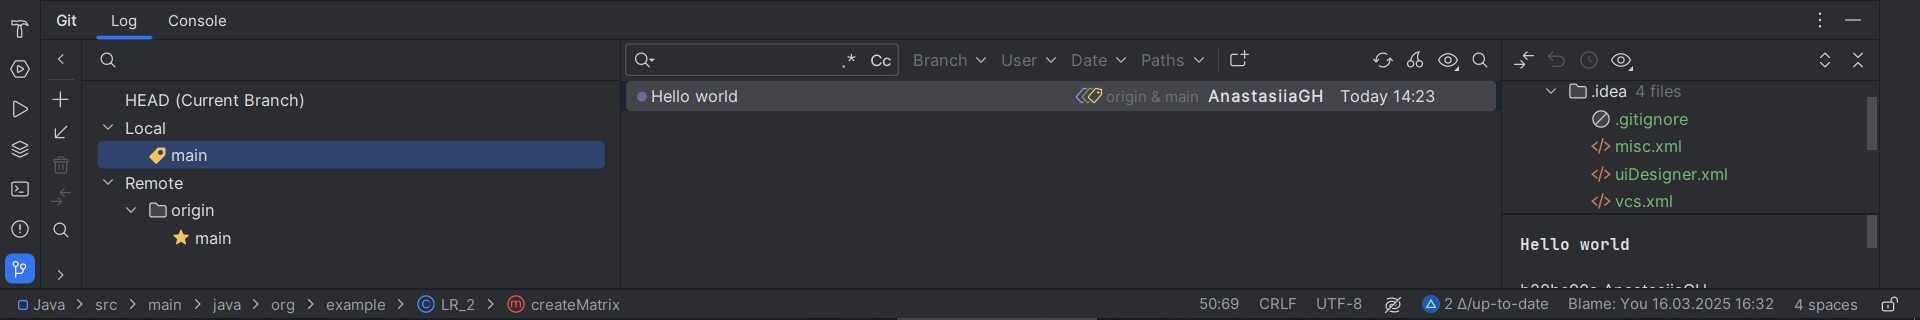 Git Log Console
.* Cc Branch User Date Paths
HEAD (Current Branch)
Local
main
Remote
origin
main
Hello world origin & main AnastasiiaGH Today 14:23
.idea 4 files
.gitignore
misc.xml
uiDesigner.xml
vcs.xml
Hello world
Java > src > main > java > org > example > LR_2 > createMatrix 50:69 CRLF UTF-8 2 Δ/up-to-date Blame: You 16.03.2025 16:32 4 spaces